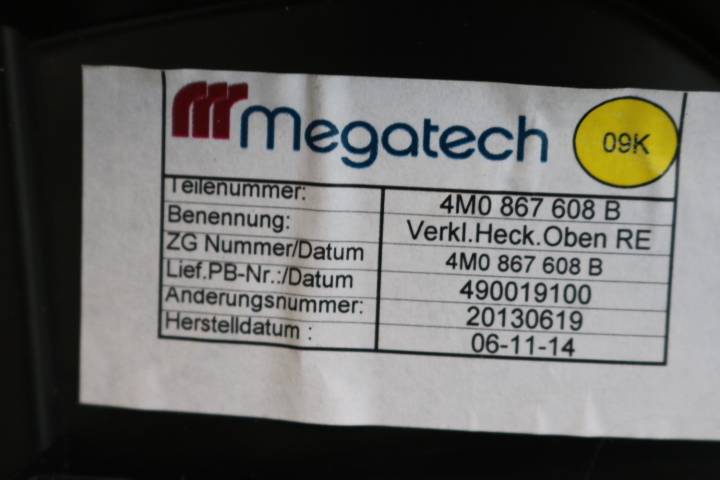 megatech
09K
Teilenummer: 4M0 867 608 B
Benennung: Verkl.Heck.Oben RE
ZG Nummer/Datum 4M0 867 608 B
Lief.PB-Nr.:/Datum 490019100
Änderungsnummer: 20130619
Herstelldatum : 06-11-14